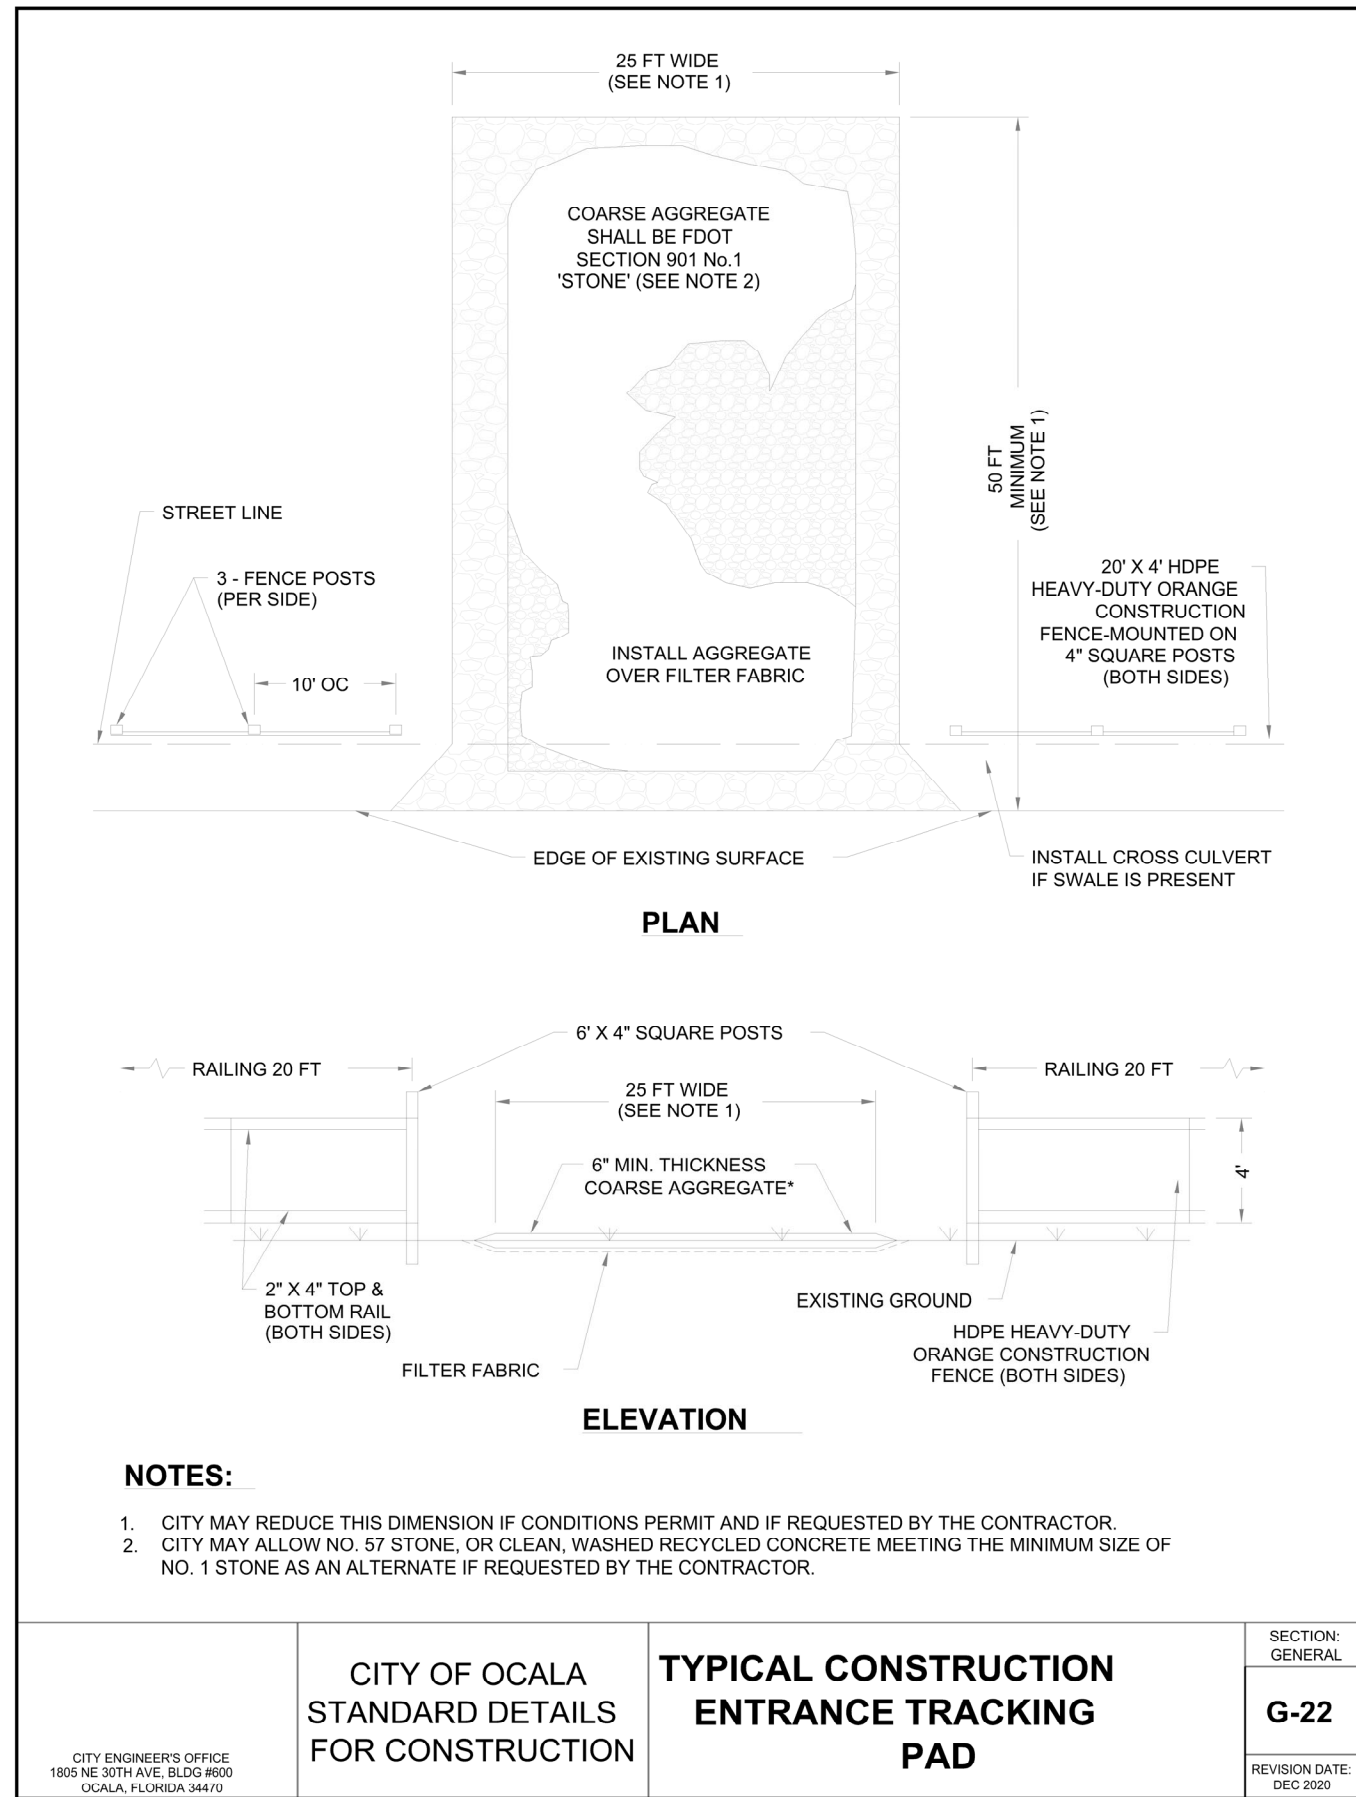 25 FT WIDE
(SEE NOTE 1)
COARSE AGGREGATE
SHALL BE FDOT
SECTION 901 No.1
'STONE' (SEE NOTE 2)
50 FT
MINIMUM
(SEE NOTE 1)
STREET LINE
3 - FENCE POSTS
(PER SIDE)
10' OC
20' X 4' HDPE
HEAVY-DUTY ORANGE
CONSTRUCTION
FENCE-MOUNTED ON
4" SQUARE POSTS
(BOTH SIDES)
INSTALL AGGREGATE
OVER FILTER FABRIC
EDGE OF EXISTING SURFACE
INSTALL CROSS CULVERT
IF SWALE IS PRESENT
PLAN
6' X 4" SQUARE POSTS
RAILING 20 FT
RAILING 20 FT
25 FT WIDE
(SEE NOTE 1)
6" MIN. THICKNESS
COARSE AGGREGATE*
4'
2" X 4" TOP &
BOTTOM RAIL
(BOTH SIDES)
EXISTING GROUND
HDPE HEAVY-DUTY
ORANGE CONSTRUCTION
FENCE (BOTH SIDES)
FILTER FABRIC
ELEVATION
NOTES:
1. CITY MAY REDUCE THIS DIMENSION IF CONDITIONS PERMIT AND IF REQUESTED BY THE CONTRACTOR.
2. CITY MAY ALLOW NO. 57 STONE, OR CLEAN, WASHED RECYCLED CONCRETE MEETING THE MINIMUM SIZE OF
NO. 1 STONE AS AN ALTERNATE IF REQUESTED BY THE CONTRACTOR.
CITY ENGINEER'S OFFICE
1805 NE 30TH AVE, BLDG #600
OCALA, FLORIDA 34470
CITY OF OCALA
STANDARD DETAILS
FOR CONSTRUCTION
TYPICAL CONSTRUCTION
ENTRANCE TRACKING
PAD
SECTION:
GENERAL
G-22
REVISION DATE:
DEC 2020